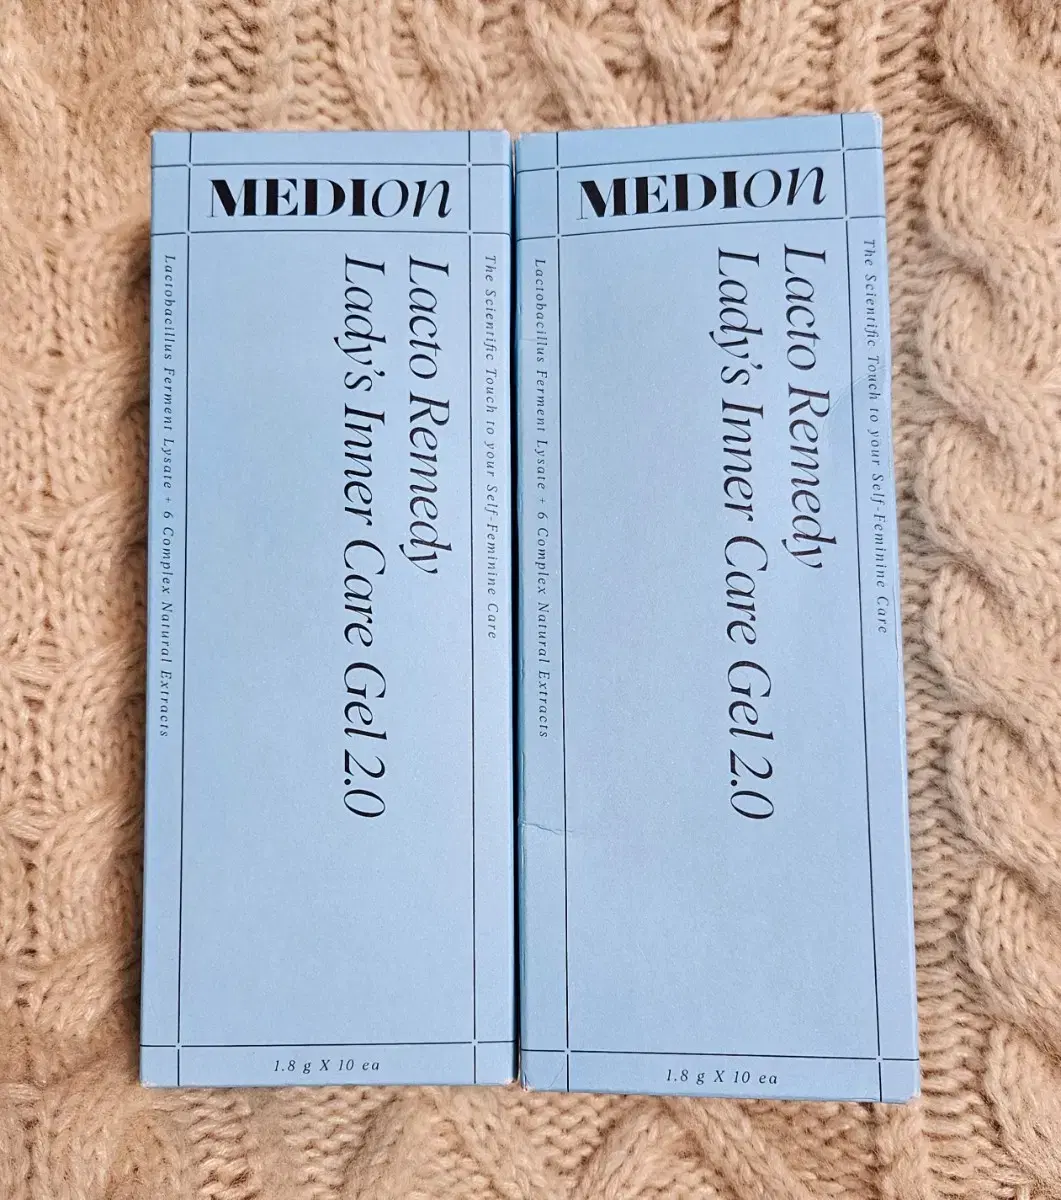 MEDION
The Scientific Touch to your Self-Feminine Care
Lacto Remedy
Lady's Inner Care Gel 2.0
Lactobacillus Ferment Lysate + 6 Complex Natural Extracts
1.8 g X 10 ea
MEDION
The Scientific Touch to your Self-Feminine Care
Lacto Remedy
Lady's Inner Care Gel 2.0
Lactobacillus Ferment Lysate + 6 Complex Natural Extracts
1.8 g X 10 ea